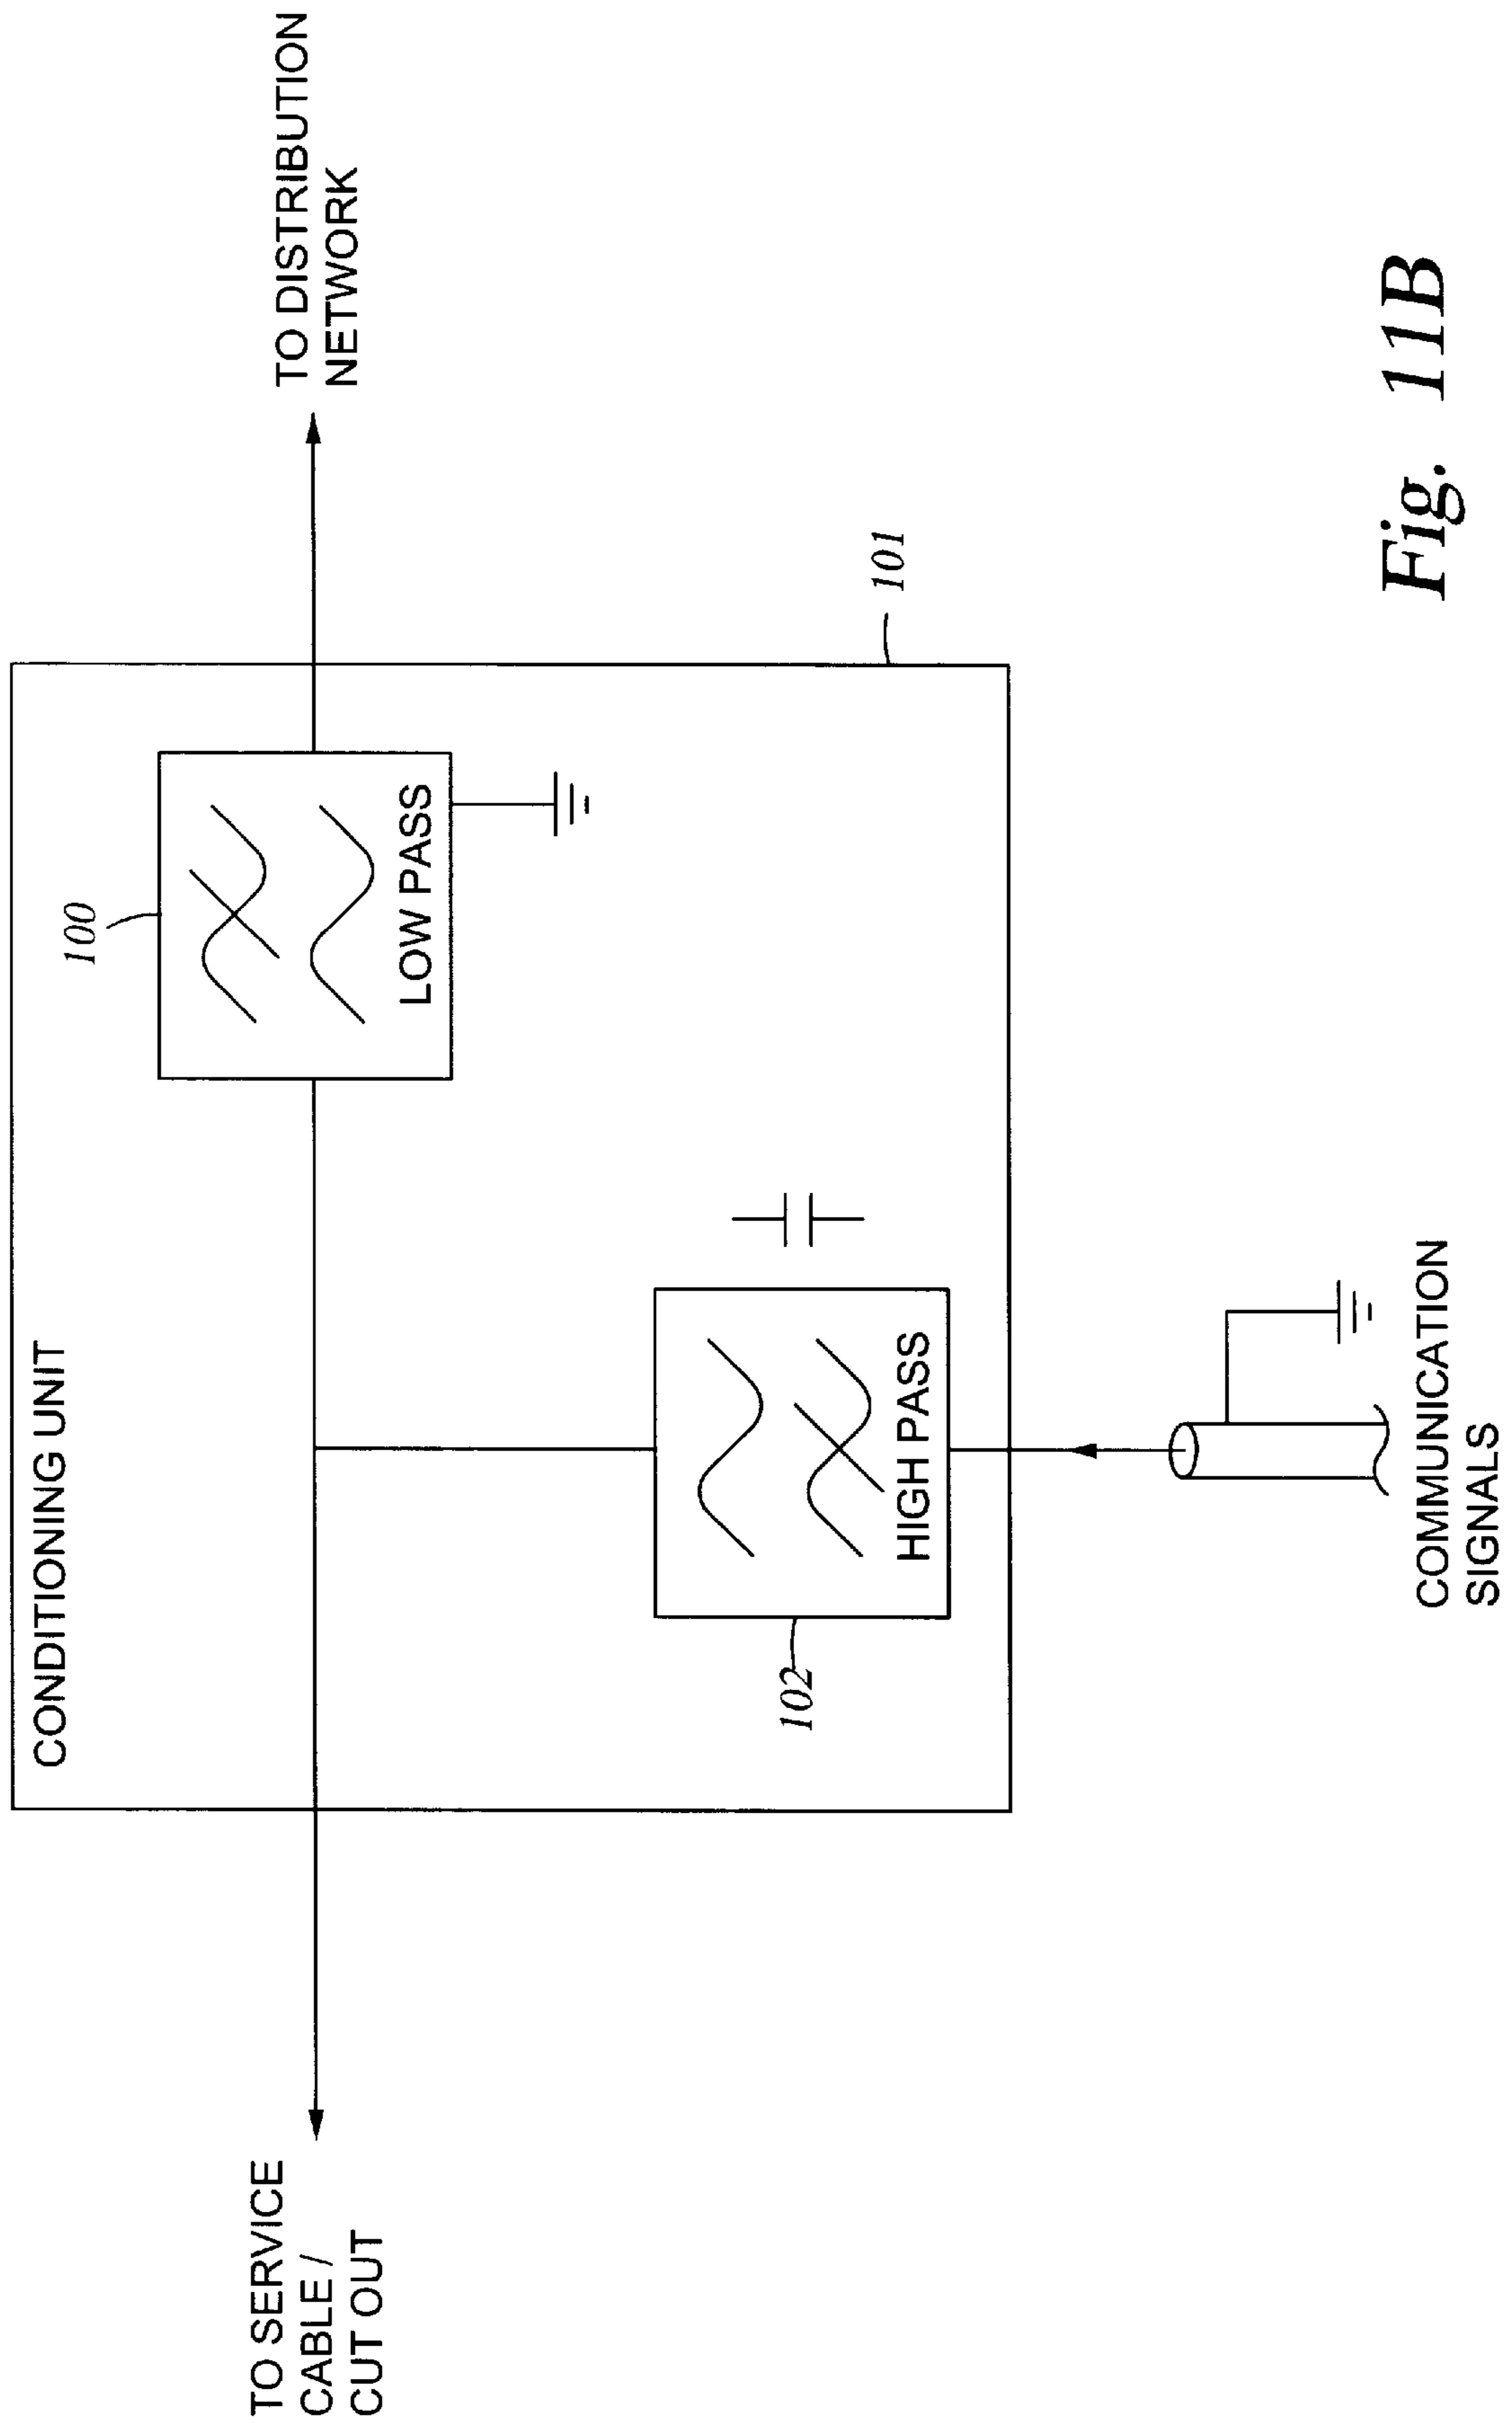 CONDITIONING UNIT
100
LOW PASS
TO DISTRIBUTION
NETWORK
TO SERVICE
CABLE /
CUT OUT
102
HIGH PASS
101
COMMUNICATION
SIGNALS
Fig. 11B